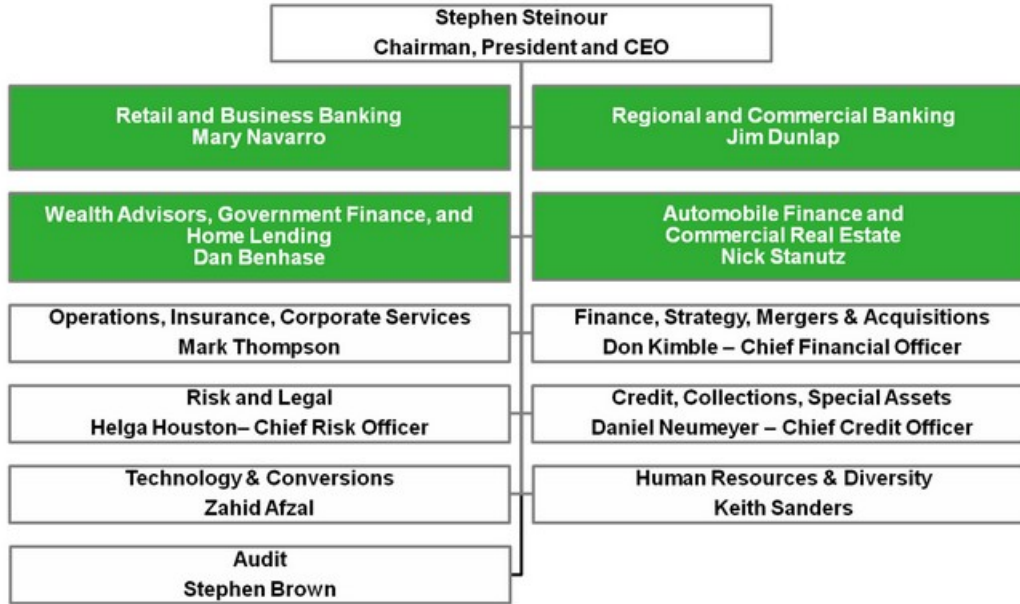 Stephen Steinour
Chairman, President and CEO
Retail and Business Banking
Mary Navarro
Regional and Commercial Banking
Jim Dunlap
Wealth Advisors, Government Finance, and
Home Lending
Dan Benhase
Automobile Finance and
Commercial Real Estate
Nick Stanutz
Operations, Insurance, Corporate Services
Mark Thompson
Finance, Strategy, Mergers & Acquisitions
Don Kimble – Chief Financial Officer
Risk and Legal
Helga Houston– Chief Risk Officer
Credit, Collections, Special Assets
Daniel Neumeyer – Chief Credit Officer
Technology & Conversions
Zahid Afzal
Human Resources & Diversity
Keith Sanders
Audit
Stephen Brown